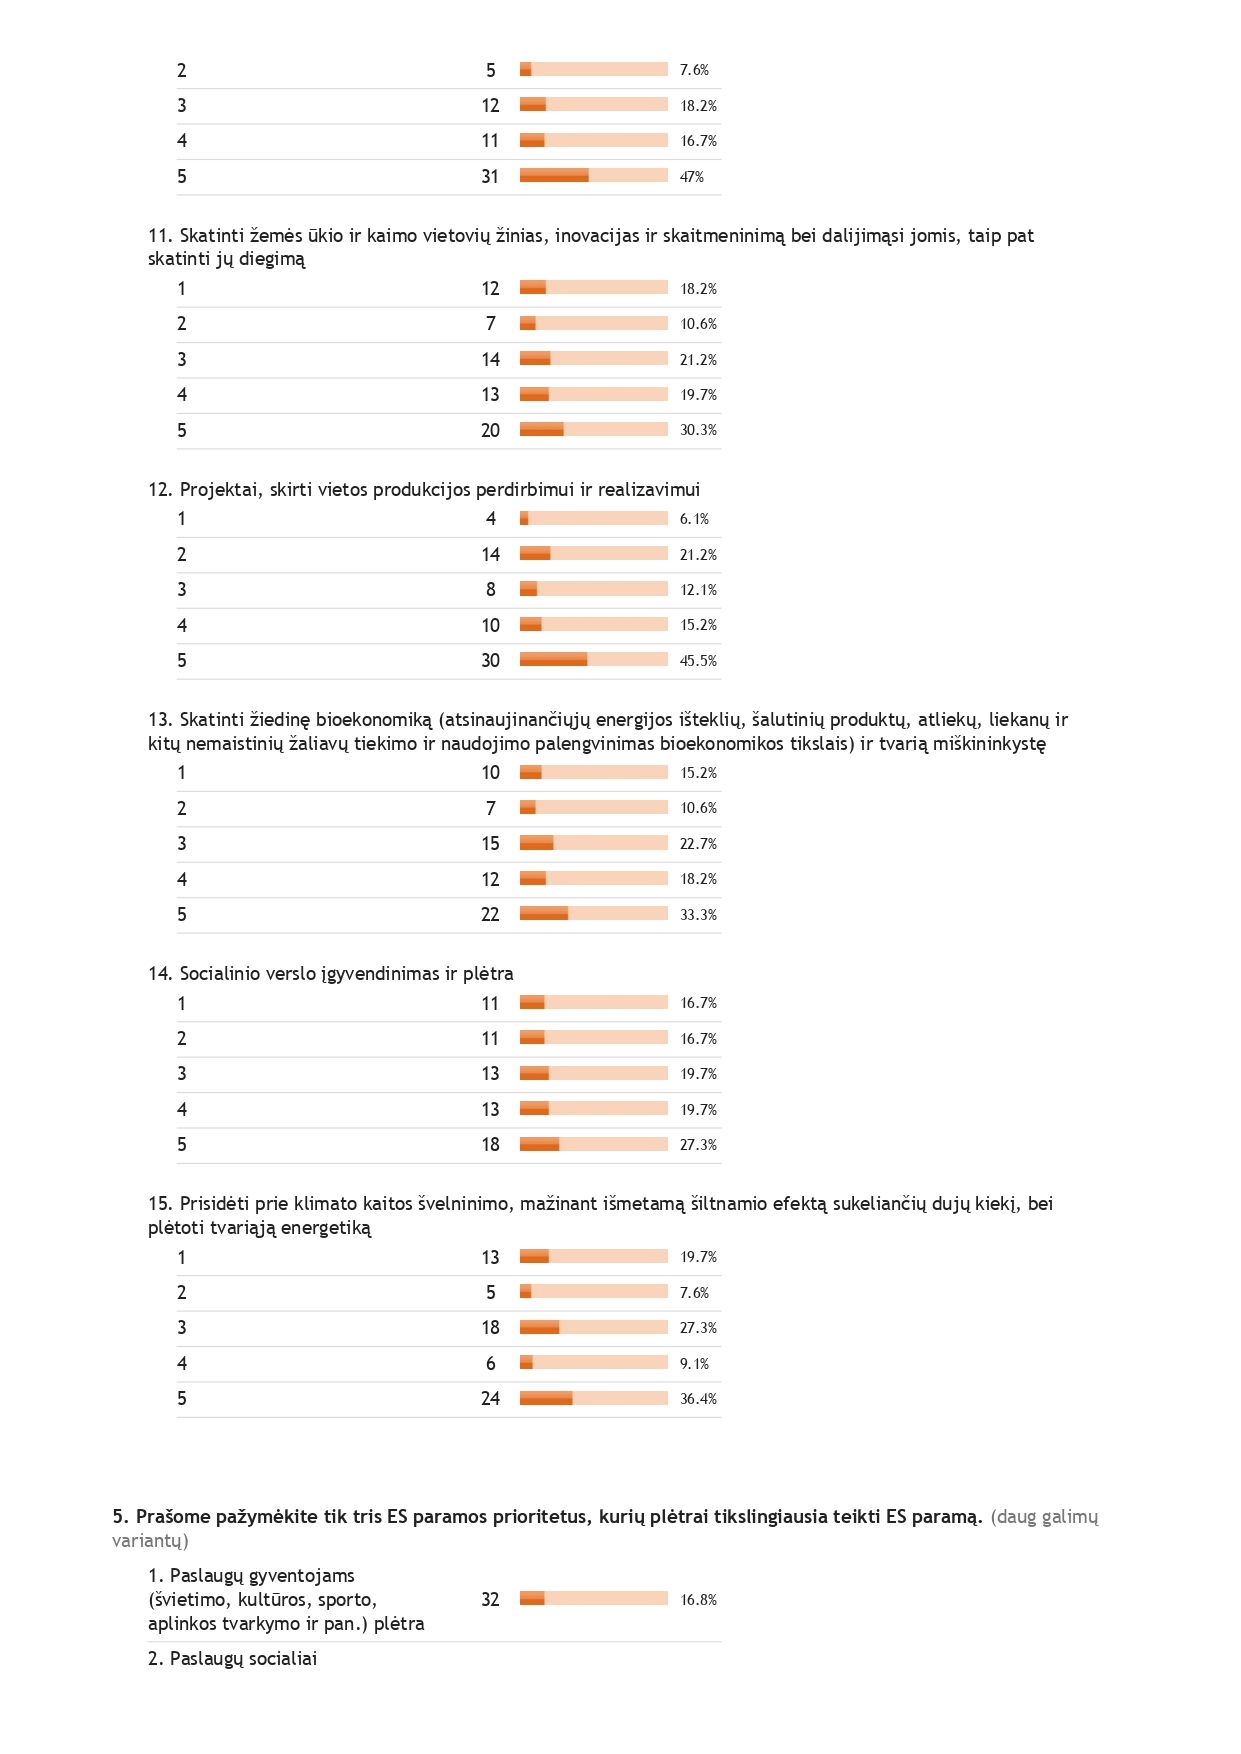 2 5 7.6%
3 12 18.2%
4 11 16.7%
5 31 47%
11. Skatinti žemės ūkio ir kaimo vietovių žinias, inovacijas ir skaitmeninimą bei dalijimąsi jomis, taip pat
skatinti jų diegimą
1 12 18.2%
2 7 10.6%
3 14 21.2%
4 13 19.7%
5 20 30.3%
12. Projektai, skirti vietos produkcijos perdirbimui ir realizavimui
1 4 6.1%
2 14 21.2%
3 8 12.1%
4 10 15.2%
5 30 45.5%
13. Skatinti žiedinę bioekonomiką (atsinaujinančiųjų energijos išteklių, šalutinių produktų, atliekų, liekanų ir
kitų nemaistinių žaliavų tiekimo ir naudojimo palengvinimas bioekonomikos tikslais) ir tvarią miškininkystę
1 10 15.2%
2 7 10.6%
3 15 22.7%
4 12 18.2%
5 22 33.3%
14. Socialinio verslo įgyvendinimas ir plėtra
1 11 16.7%
2 11 16.7%
3 13 19.7%
4 13 19.7%
5 18 27.3%
15. Prisidėti prie klimato kaitos švelninimo, mažinant išmetamą šiltnamio efektą sukeliančių dujų kiekį, bei
plėtoti tvariąją energetiką
1 13 19.7%
2 5 7.6%
3 18 27.3%
4 6 9.1%
5 24 36.4%
5. Prašome pažymėkite tik tris ES paramos prioritetus, kurių plėtrai tikslingiausia teikti ES paramą. (daug galimų
variantų)
1. Paslaugų gyventojams
(švietimo, kultūros, sporto, 32 16.8%
aplinkos tvarkymo ir pan.) plėtra
2. Paslaugų socialiai